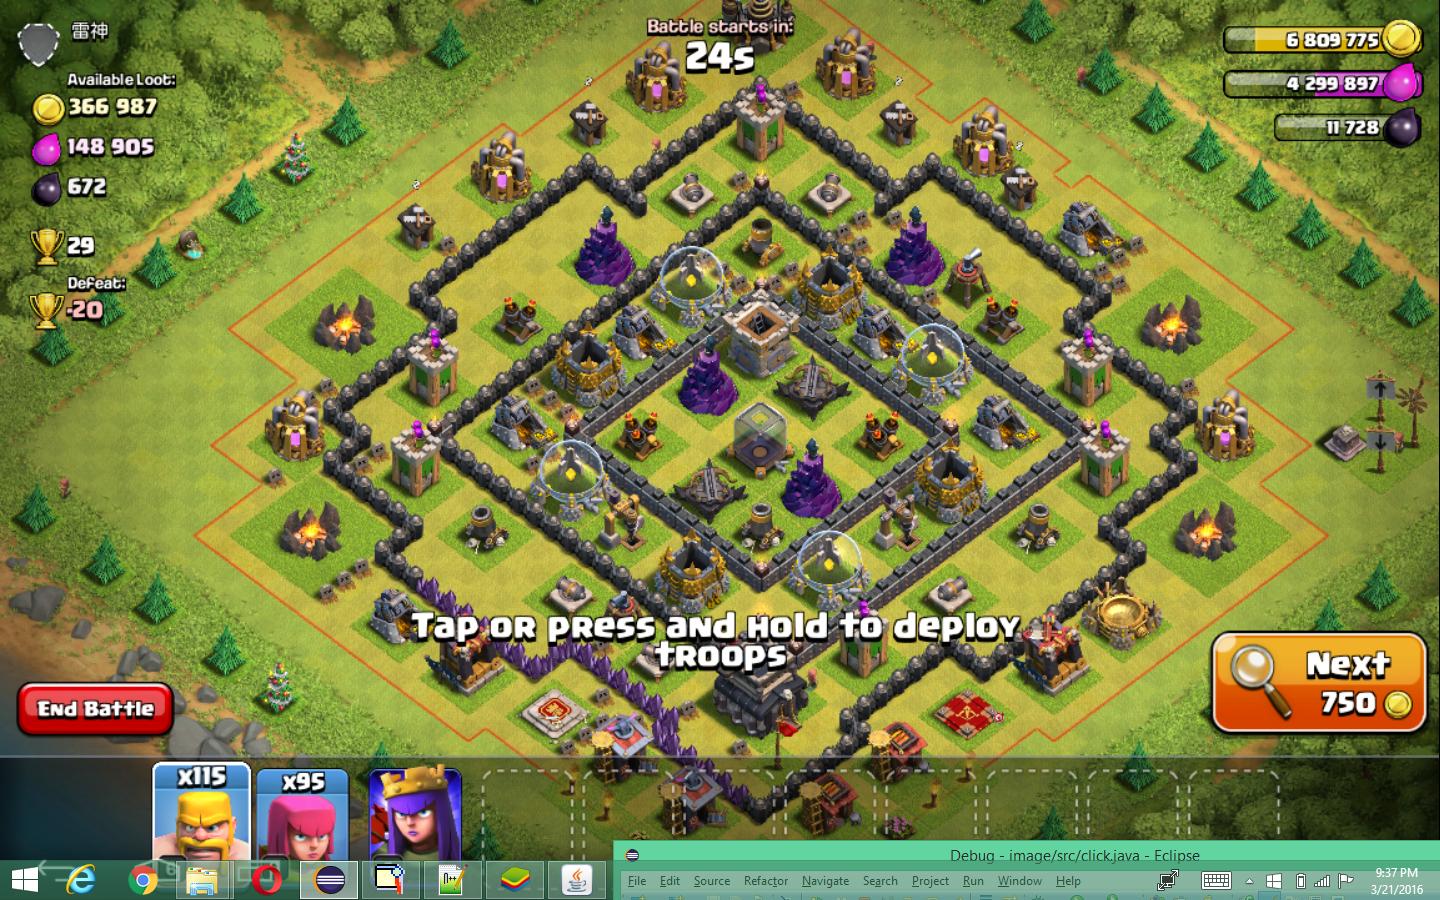 雷神
Battle starts in:
24s
Available Loot:
366 987
148 905
672
29
Defeat:
-20
6 809 775
4 299 897
11 728
Tap or press and hold to deploy
troops
End Battle
Next
750
x115
x95
Debug - image/src/click.java - Eclipse
File Edit Source Refactor Navigate Search Project Run Window Help
9:37 PM
3/21/2016